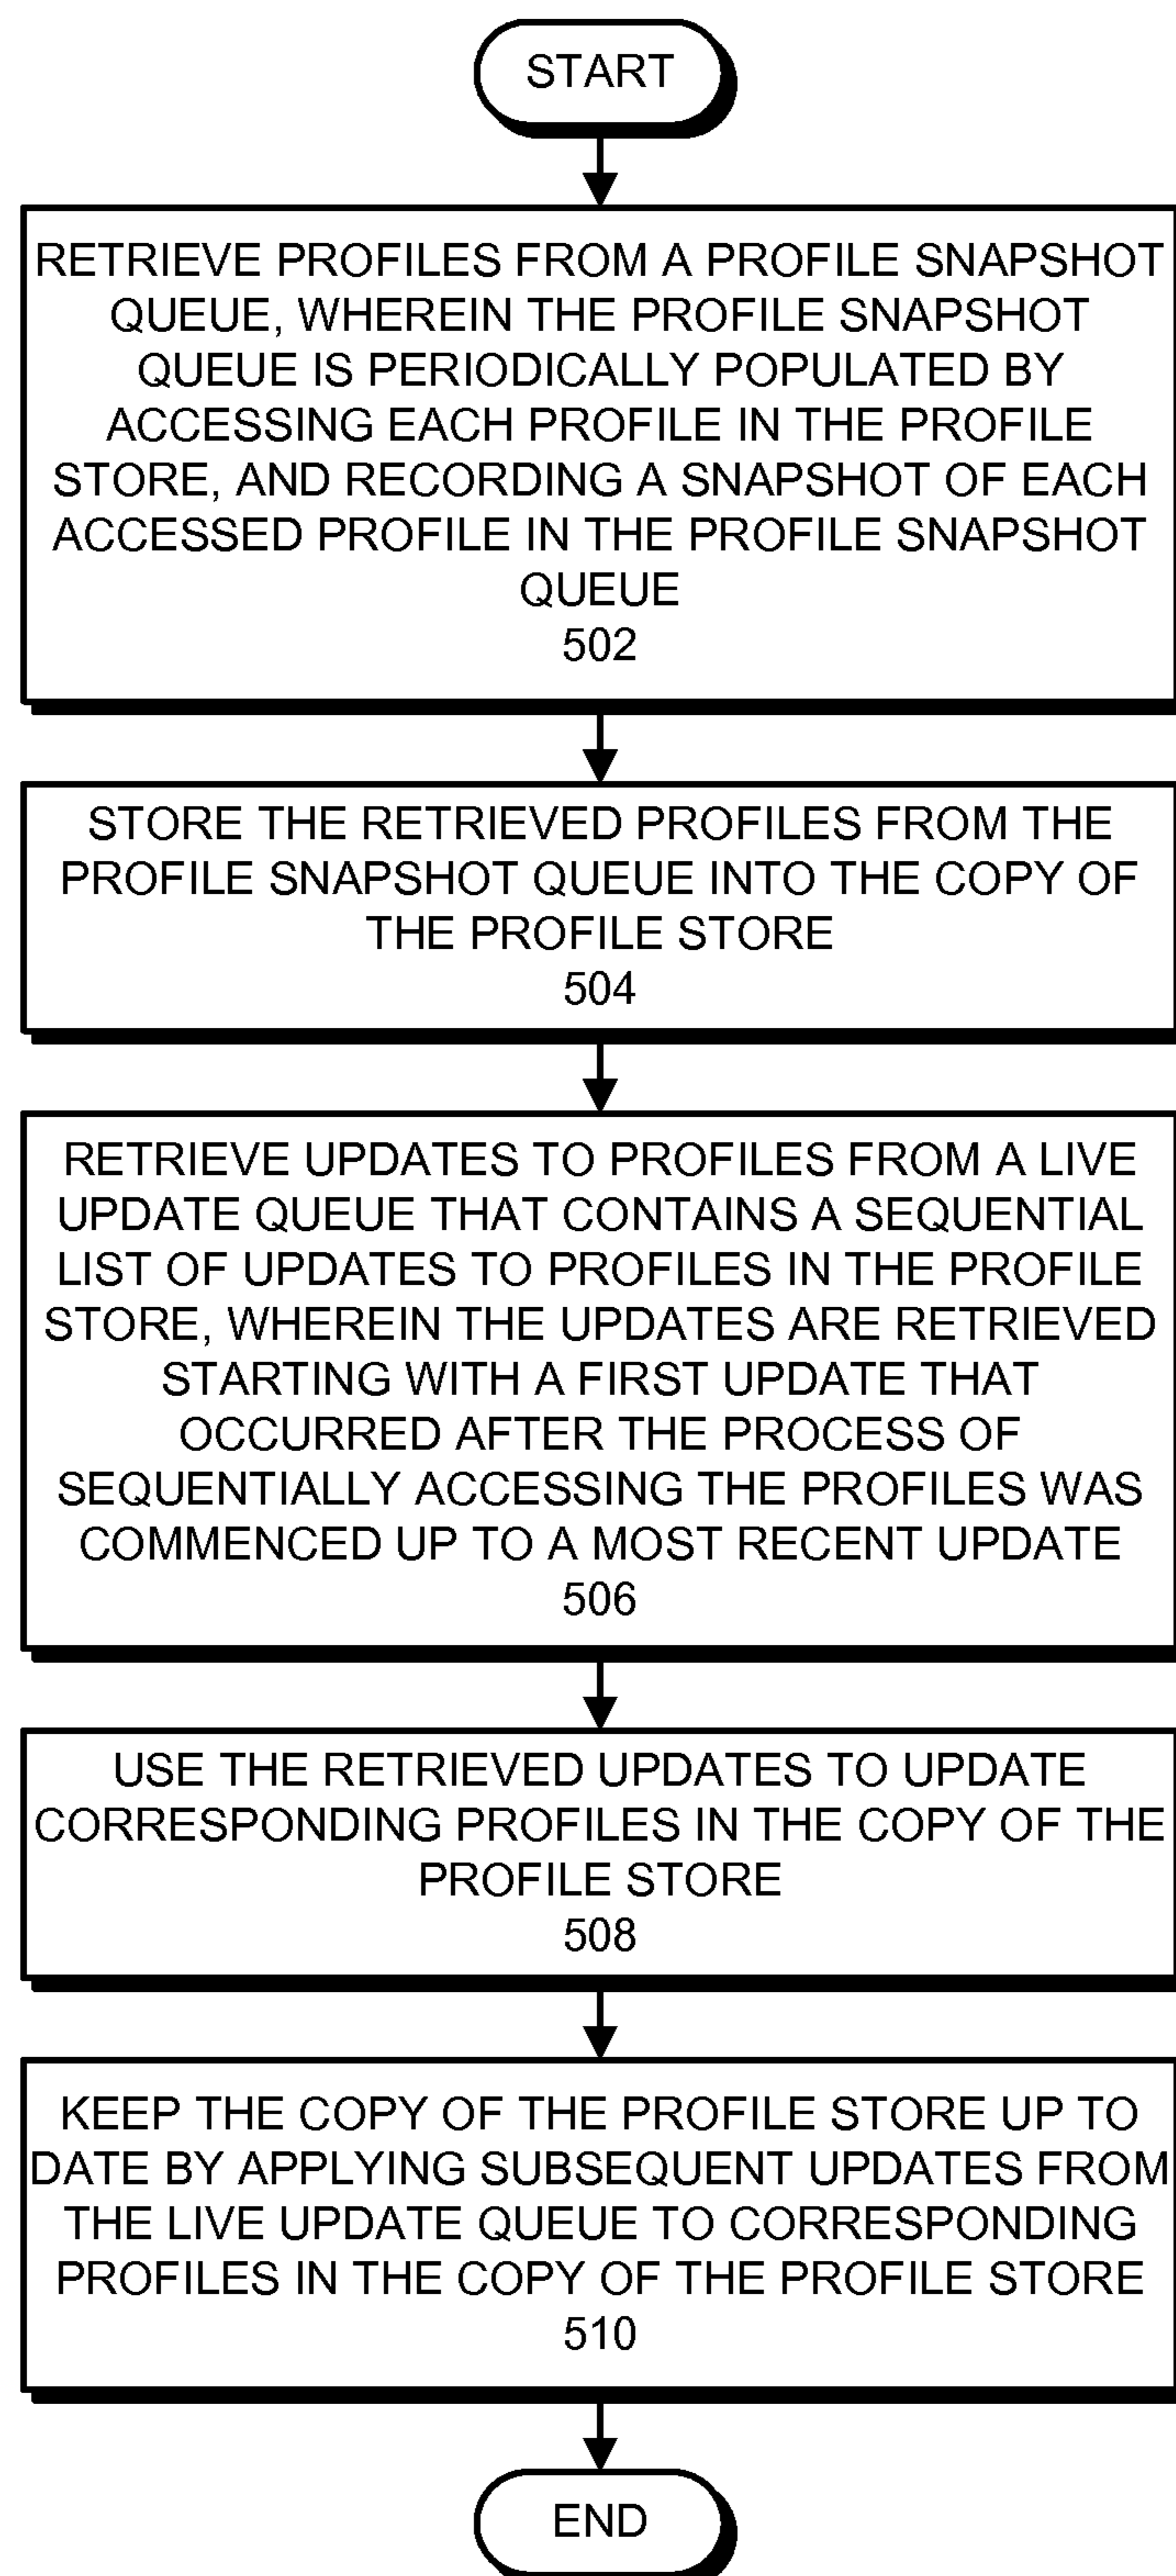 START
RETRIEVE PROFILES FROM A PROFILE SNAPSHOT
QUEUE, WHEREIN THE PROFILE SNAPSHOT
QUEUE IS PERIODICALLY POPULATED BY
ACCESSING EACH PROFILE IN THE PROFILE
STORE, AND RECORDING A SNAPSHOT OF EACH
ACCESSED PROFILE IN THE PROFILE SNAPSHOT
QUEUE
502
STORE THE RETRIEVED PROFILES FROM THE
PROFILE SNAPSHOT QUEUE INTO THE COPY OF
THE PROFILE STORE
504
RETRIEVE UPDATES TO PROFILES FROM A LIVE
UPDATE QUEUE THAT CONTAINS A SEQUENTIAL
LIST OF UPDATES TO PROFILES IN THE PROFILE
STORE, WHEREIN THE UPDATES ARE RETRIEVED
STARTING WITH A FIRST UPDATE THAT
OCCURRED AFTER THE PROCESS OF
SEQUENTIALLY ACCESSING THE PROFILES WAS
COMMENCED UP TO A MOST RECENT UPDATE
506
USE THE RETRIEVED UPDATES TO UPDATE
CORRESPONDING PROFILES IN THE COPY OF THE
PROFILE STORE
508
KEEP THE COPY OF THE PROFILE STORE UP TO
DATE BY APPLYING SUBSEQUENT UPDATES FROM
THE LIVE UPDATE QUEUE TO CORRESPONDING
PROFILES IN THE COPY OF THE PROFILE STORE
510
END